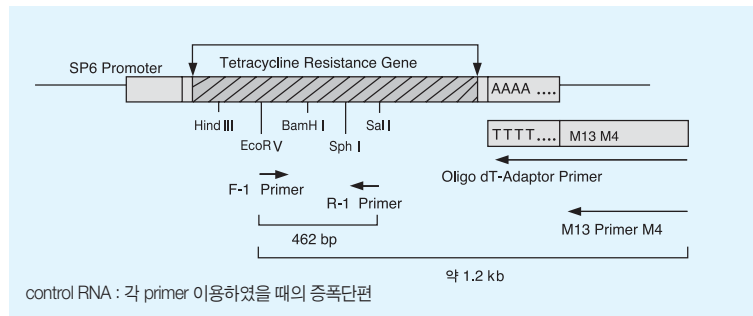 SP6 Promoter
Tetracycline Resistance Gene
AAAA ....
Hind III
BamH I
Sal I
EcoR V
Sph I
TTTT....
M13 M4
Oligo dT-Adaptor Primer
F-1 Primer
R-1 Primer
M13 Primer M4
462 bp
약 1.2 kb
control RNA : 각 primer 이용하였을 때의 증폭단편